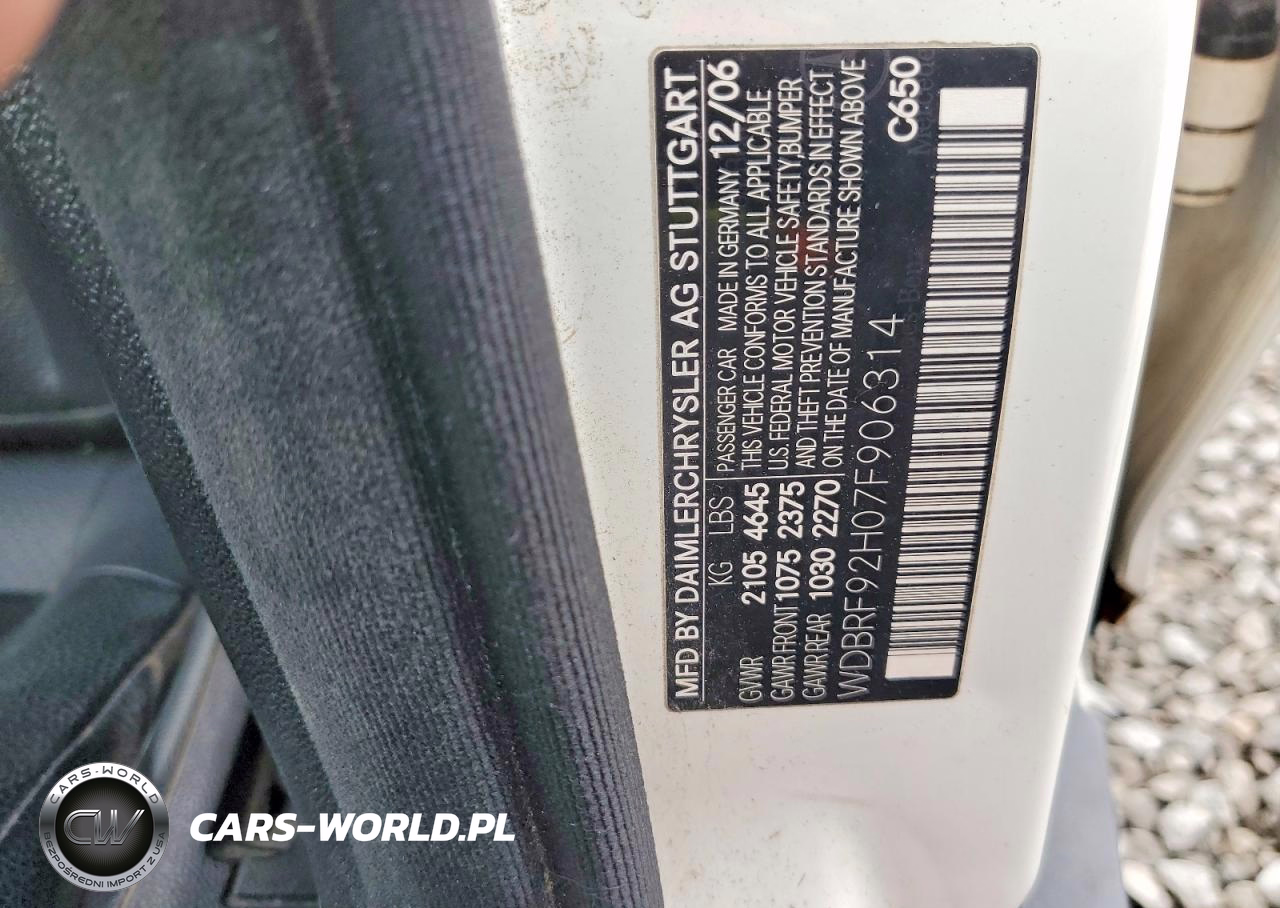 MFD BY DAIMLERCHRYSLER AG STUTTGART
KG LBS PASSENGER CAR MADE IN GERMANY 12/06
GVWR 2105 4645 THIS VEHICLE CONFORMS TO ALL APPLICABLE
GAWR FRONT 1075 2375 U.S. FEDERAL MOTOR VEHICLE SAFETY,BUMPER
GAWR REAR 1030 2270 AND THEFT PREVENTION STANDARDS IN EFFECT
ON THE DATE OF MANUFACTURE SHOWN ABOVE
WDBRF92H07F906314 C650
CARS-WORLD
CW
BEZPOŚREDNI IMPORT Z USA
CARS-WORLD.PL